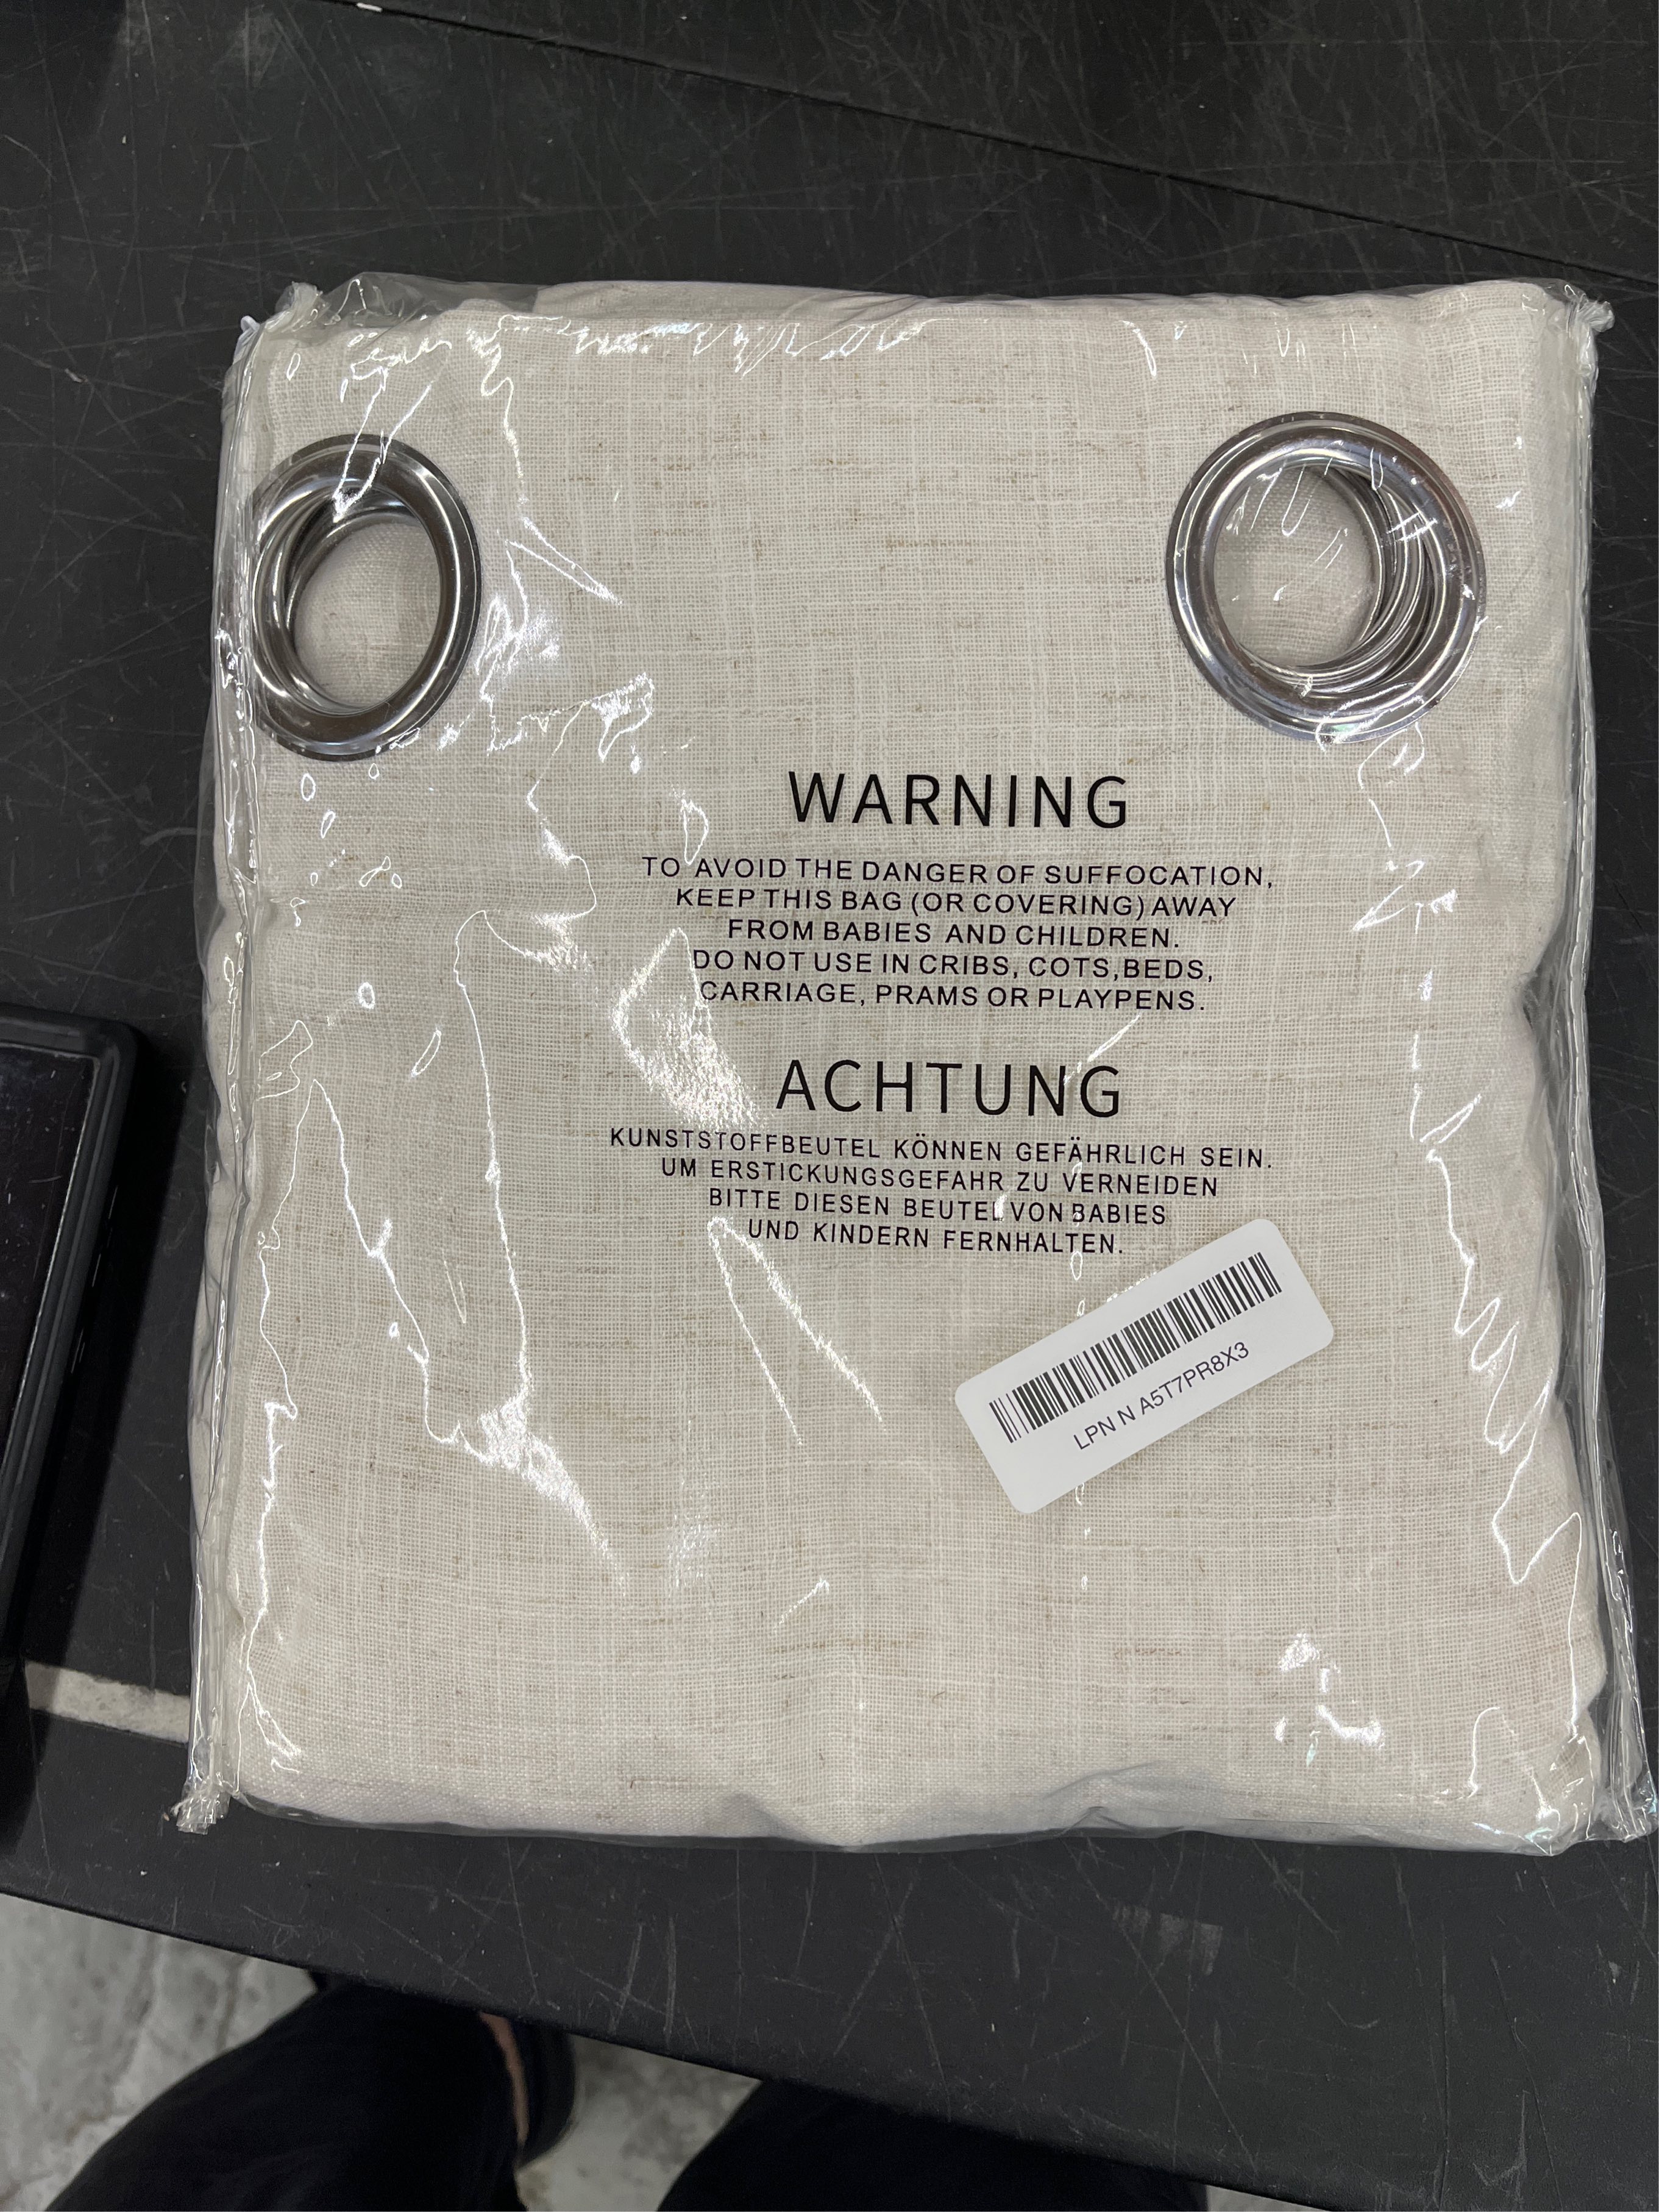 WARNING
TO AVOID THE DANGER OF SUFFOCATION,
KEEP THIS BAG (OR COVERING) AWAY
FROM BABIES AND CHILDREN.
DO NOT USE IN CRIBS, COTS,BEDS,
CARRIAGE, PRAMS OR PLAYPENS.
ACHTUNG
KUNSTSTOFFBEUTEL KÖNNEN GEFÄHRLICH SEIN.
UM ERSTICKUNGSGEFAHR ZU VERNEIDEN
BITTE DIESEN BEUTEL VON BABIES
UND KINDERN FERNHALTEN.
LPN N A5T7PR8X3